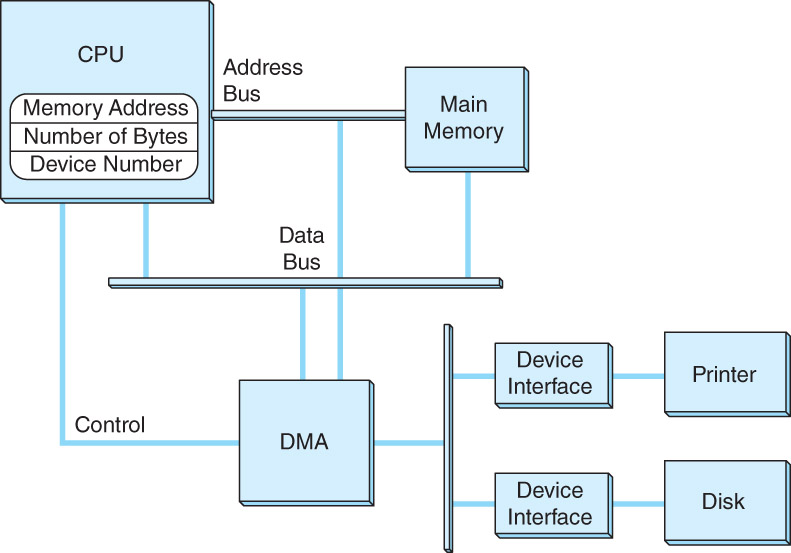 CPU
Memory Address
Number of Bytes
Device Number
Address
Bus
Main
Memory
Data
Bus
Control
DMA
Device
Interface
Printer
Device
Interface
Disk